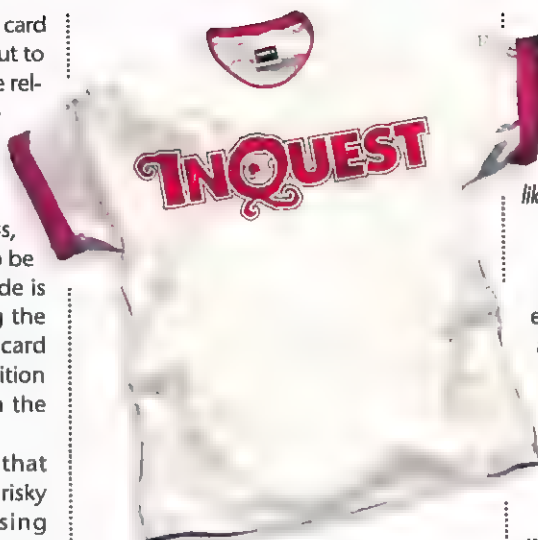 card
ut to
e rel-
s,
o be
de is
g the
card
ition
n the
that
risky
sing
INQUEST
lik
e